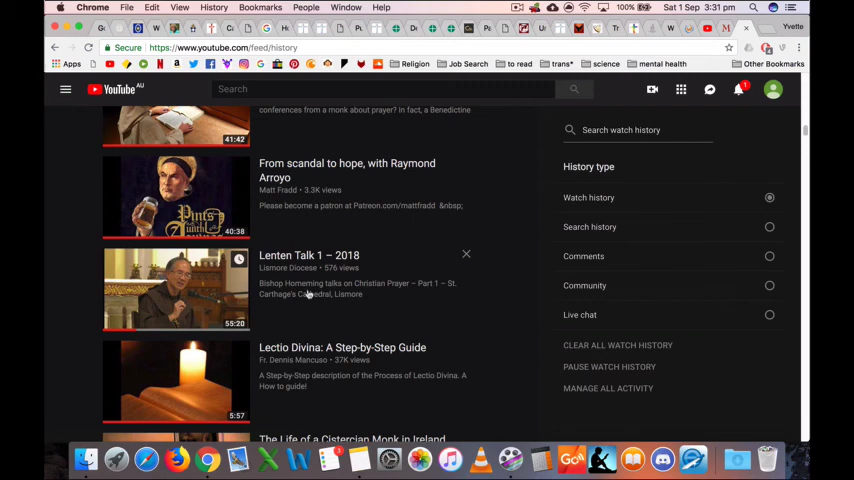 Chrome File Edit View History Bookmarks People Window Help 100% Sat 1 Sep 3:31 pm
Yvette
Secure https://www.youtube.com/feed/history
Apps Religion Job Search to read trans* science mental health Other Bookmarks
YouTube AU
Search
conferences from a monk about prayer? In fact, a Benedictine
41:42
Search watch history
From scandal to hope, with Raymond
Arroyo
Matt Fradd • 3.3K views
Please become a patron at Patreon.com/mattfradd &nbsp;
40:38
History type
Watch history
Search history
Lenten Talk 1 – 2018
Lismore Diocese • 576 views
Bishop Homeming talks on Christian Prayer – Part 1 – St.
Carthage's Cathedral, Lismore
55:20
Comments
Community
Live chat
Lectio Divina: A Step-by-Step Guide
Fr. Dennis Mancuso • 37K views
A Step-by-Step description of the Process of Lectio Divina. A
How to guide!
5:57
CLEAR ALL WATCH HISTORY
PAUSE WATCH HISTORY
MANAGE ALL ACTIVITY
The Life of a Cistercian Monk in Ireland